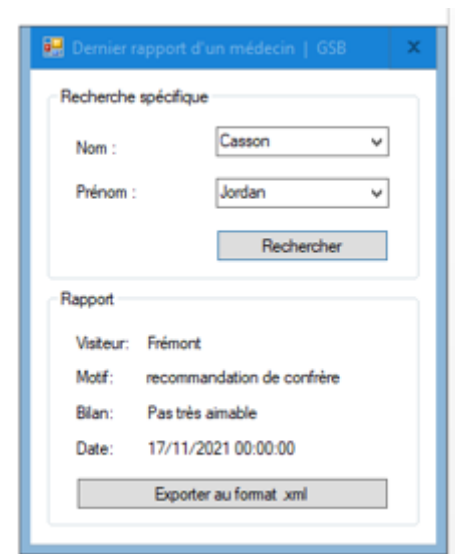 Dernier rapport d'un médecin | GSB
Recherche spécifique
Nom : Casson
Prénom : Jordan
Rechercher
Rapport
Visiteur: Frémont
Motif: recommandation de confrère
Bilan: Pas très aimable
Date: 17/11/2021 00:00:00
Exporter au format .xml